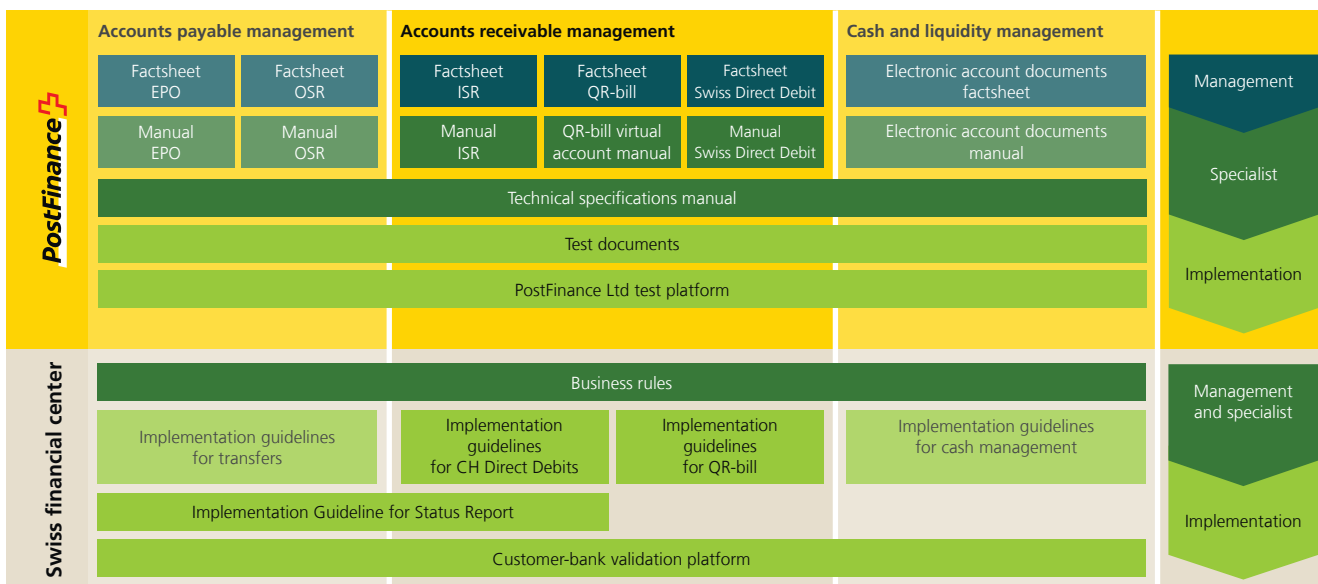 Accounts payable management
Accounts receivable management
Cash and liquidity management
Factsheet
EPO
Factsheet
OSR
Factsheet
ISR
Factsheet
QR-bill
Factsheet
Swiss Direct Debit
Electronic account documents
factsheet
Management
PostFinance
Manual
EPO
Manual
OSR
Manual
ISR
QR-bill virtual
account manual
Manual
Swiss Direct Debit
Electronic account documents
manual
Specialist
Technical specifications manual
Test documents
PostFinance Ltd test platform
Implementation
Swiss financial center
Business rules
Management
and specialist
Implementation guidelines
for transfers
Implementation
guidelines
for CH Direct Debits
Implementation
guidelines
for QR-bill
Implementation guidelines
for cash management
Implementation Guideline for Status Report
Implementation
Customer-bank validation platform